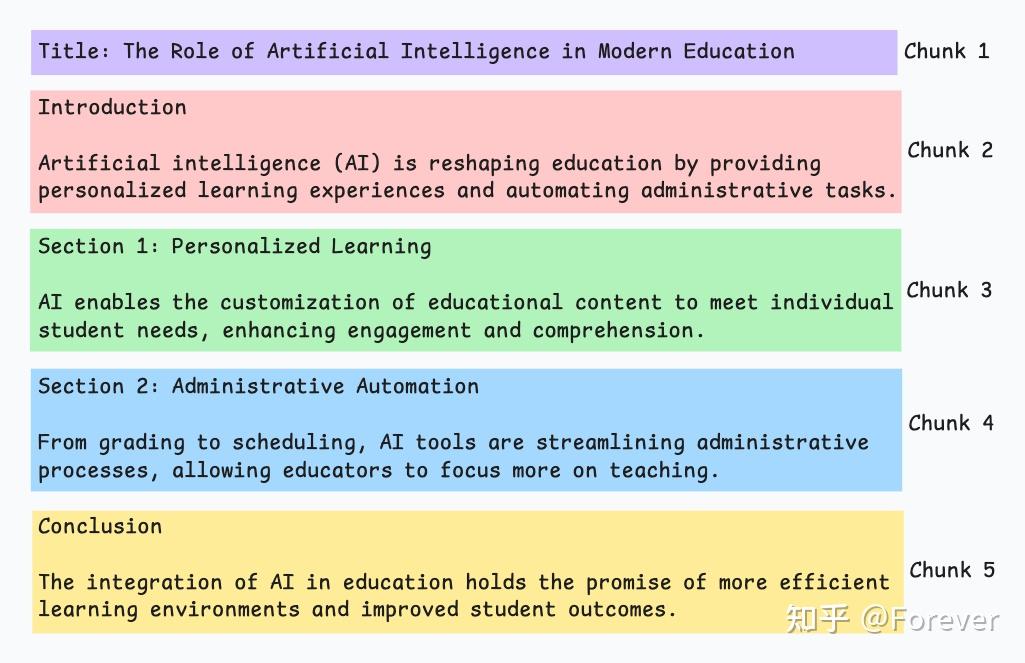 Title: The Role of Artificial Intelligence in Modern Education
Chunk 1
Introduction
Artificial intelligence (AI) is reshaping education by providing
personalized learning experiences and automating administrative tasks.
Chunk 2
Section 1: Personalized Learning
AI enables the customization of educational content to meet individual
student needs, enhancing engagement and comprehension.
Chunk 3
Section 2: Administrative Automation
From grading to scheduling, AI tools are streamlining administrative
processes, allowing educators to focus more on teaching.
Chunk 4
Conclusion
The integration of AI in education holds the promise of more efficient
learning environments and improved student outcomes.
Chunk 5
知乎 @Forever